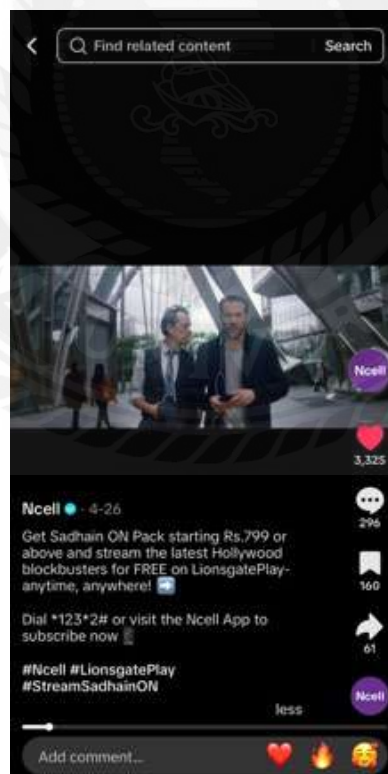 Find related content
Search
Ncell
3,325
Ncell · 4-26
296
Get Sadhain ON Pack starting Rs.799 or
above and stream the latest Hollywood
blockbusters for FREE on LionsgatePlay-
anytime, anywhere!
160
Dial *123*2# or visit the Ncell App to
subscribe now
61
#Ncell #LionsgatePlay
#StreamSadhainON
Ncell
less
Add comment...